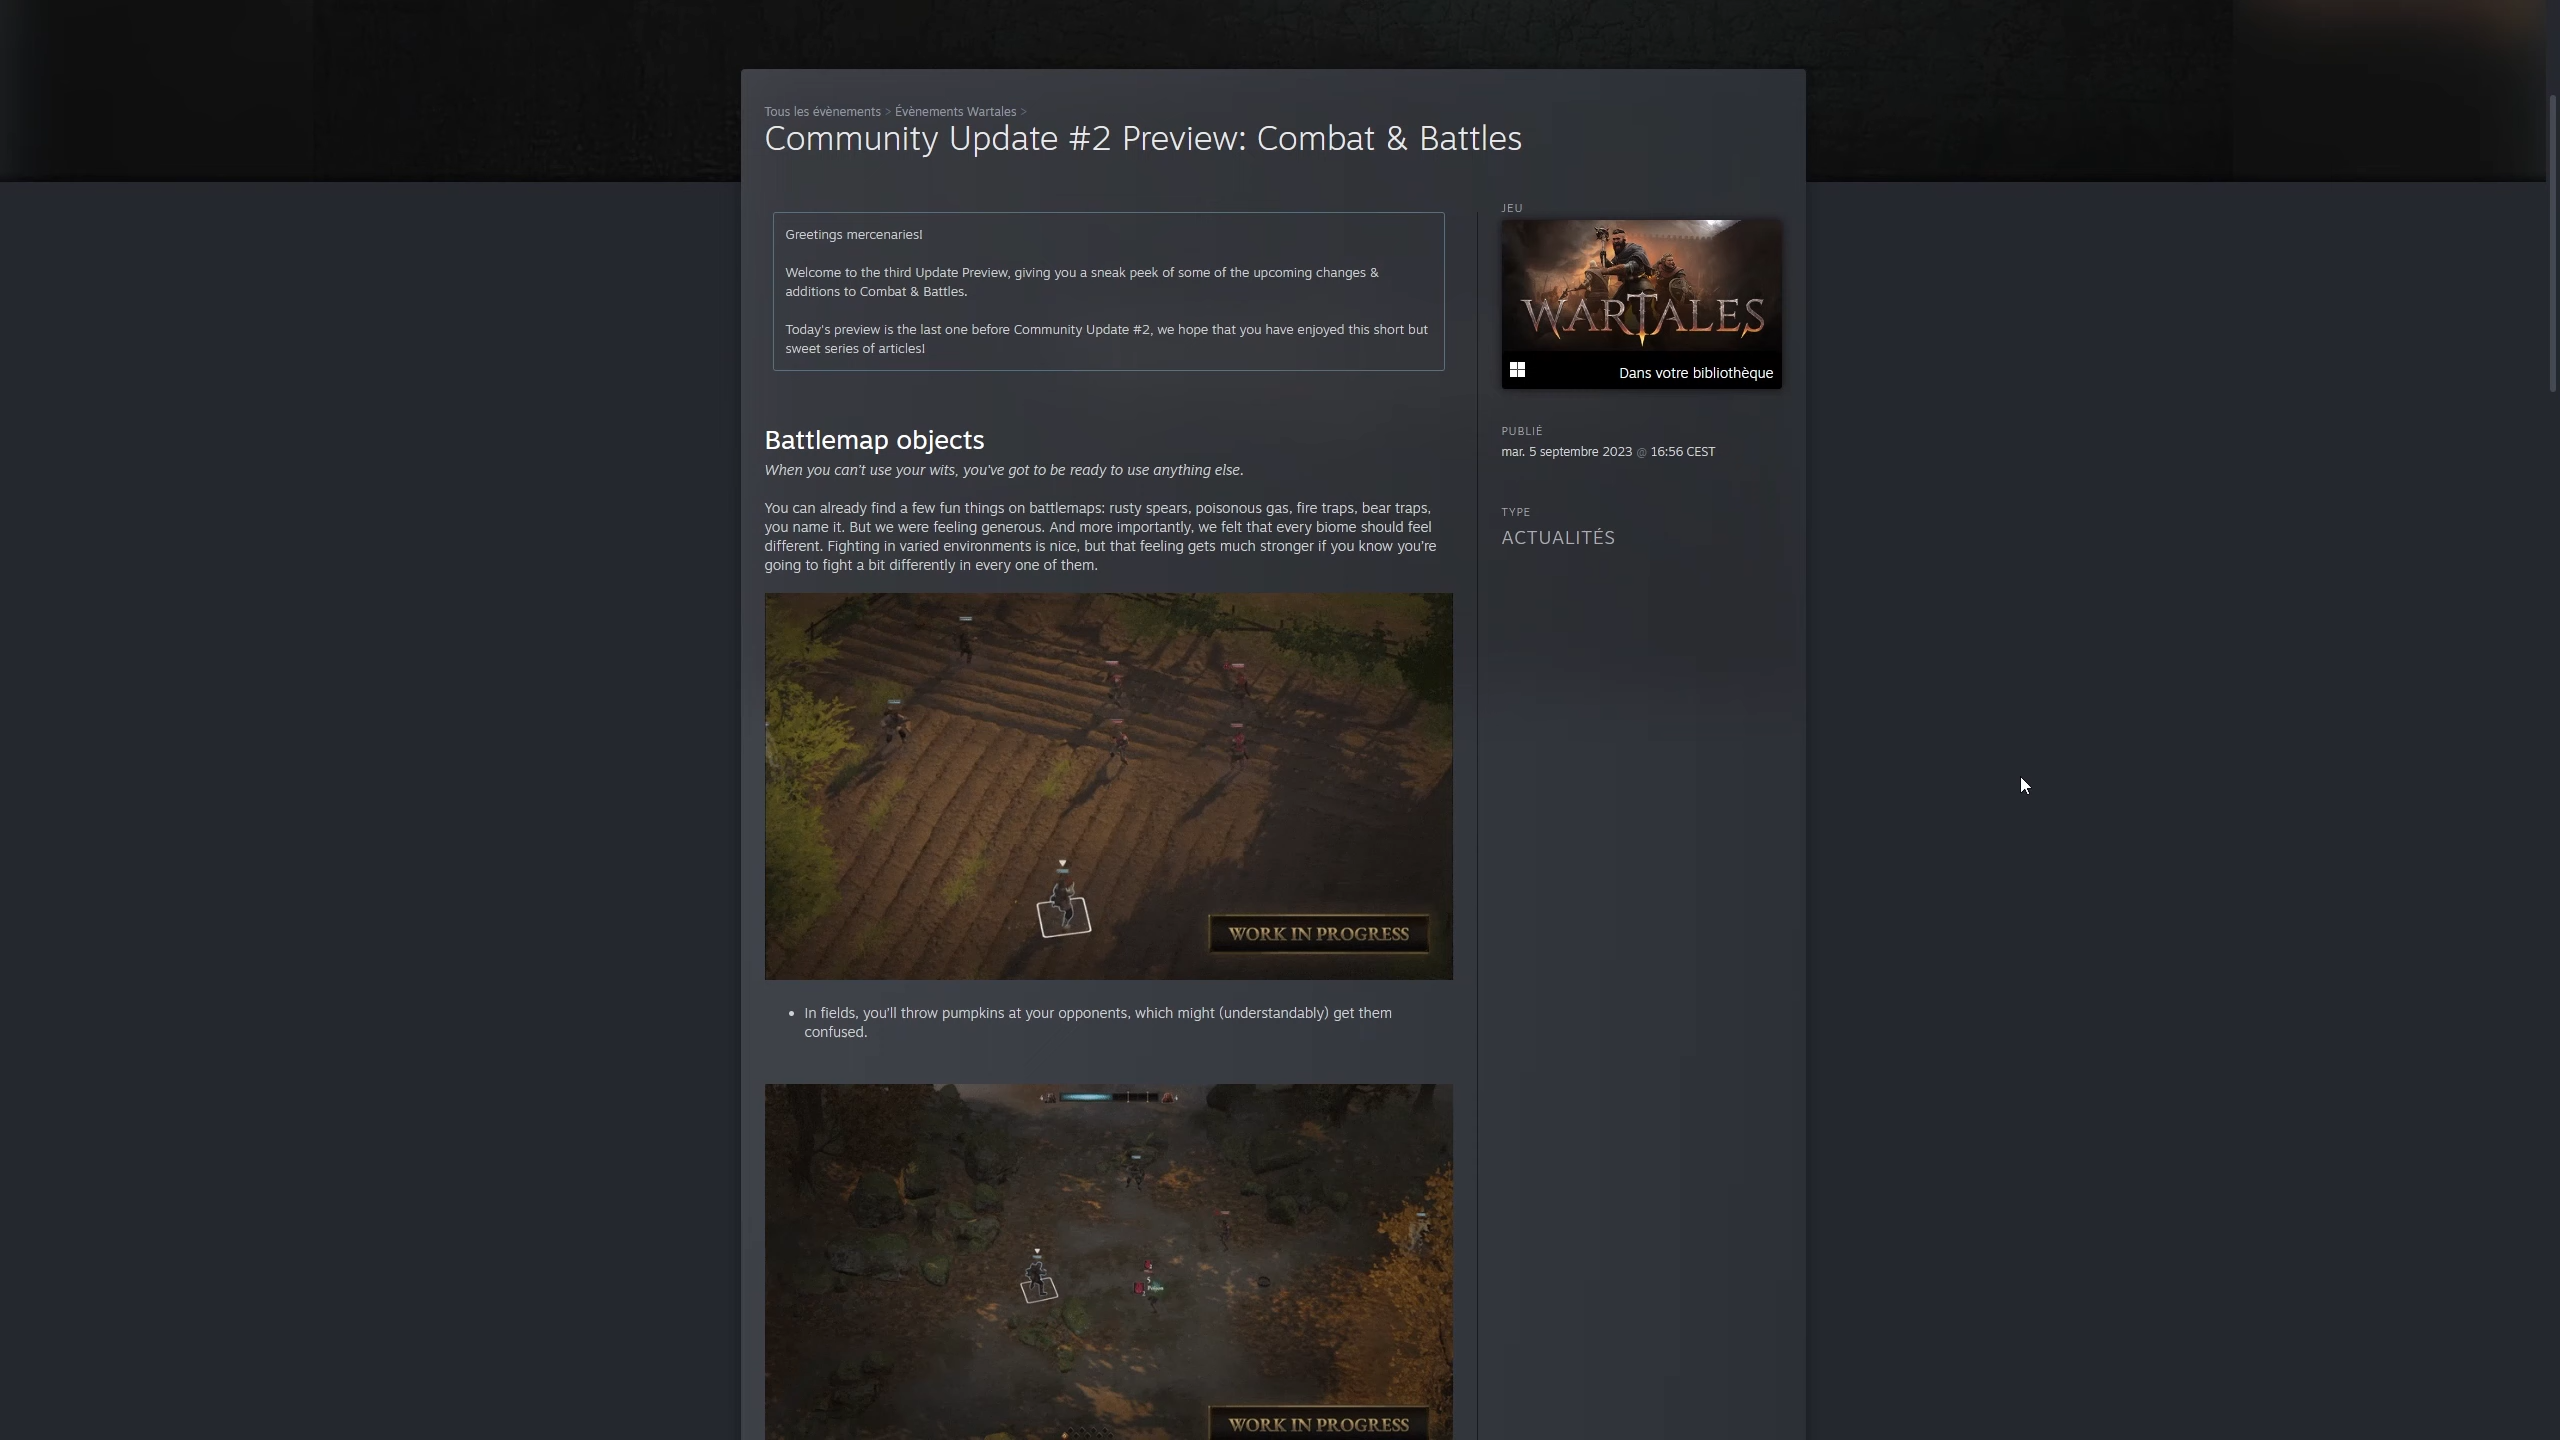 Tous les évènements > Évènements Wartales >
Community Update #2 Preview: Combat & Battles
Greetings mercenaries!
Welcome to the third Update Preview, giving you a sneak peek of some of the upcoming changes &
additions to Combat & Battles.
Today's preview is the last one before Community Update #2, we hope that you have enjoyed this short but
sweet series of articles!
Battlemap objects
When you can't use your wits, you've got to be ready to use anything else.
You can already find a few fun things on battlemaps: rusty spears, poisonous gas, fire traps, bear traps,
you name it. But we were feeling generous. And more importantly, we felt that every biome should feel
different. Fighting in varied environments is nice, but that feeling gets much stronger if you know you're
going to fight a bit differently in every one of them.
WORK IN PROGRESS
• In fields, you'll throw pumpkins at your opponents, which might (understandably) get them
confused.
WORK IN PROGRESS
JEU
WARTALES
Dans votre bibliothèque
PUBLIÉ
mar. 5 septembre 2023 @ 16:56 CEST
TYPE
ACTUALITÉS